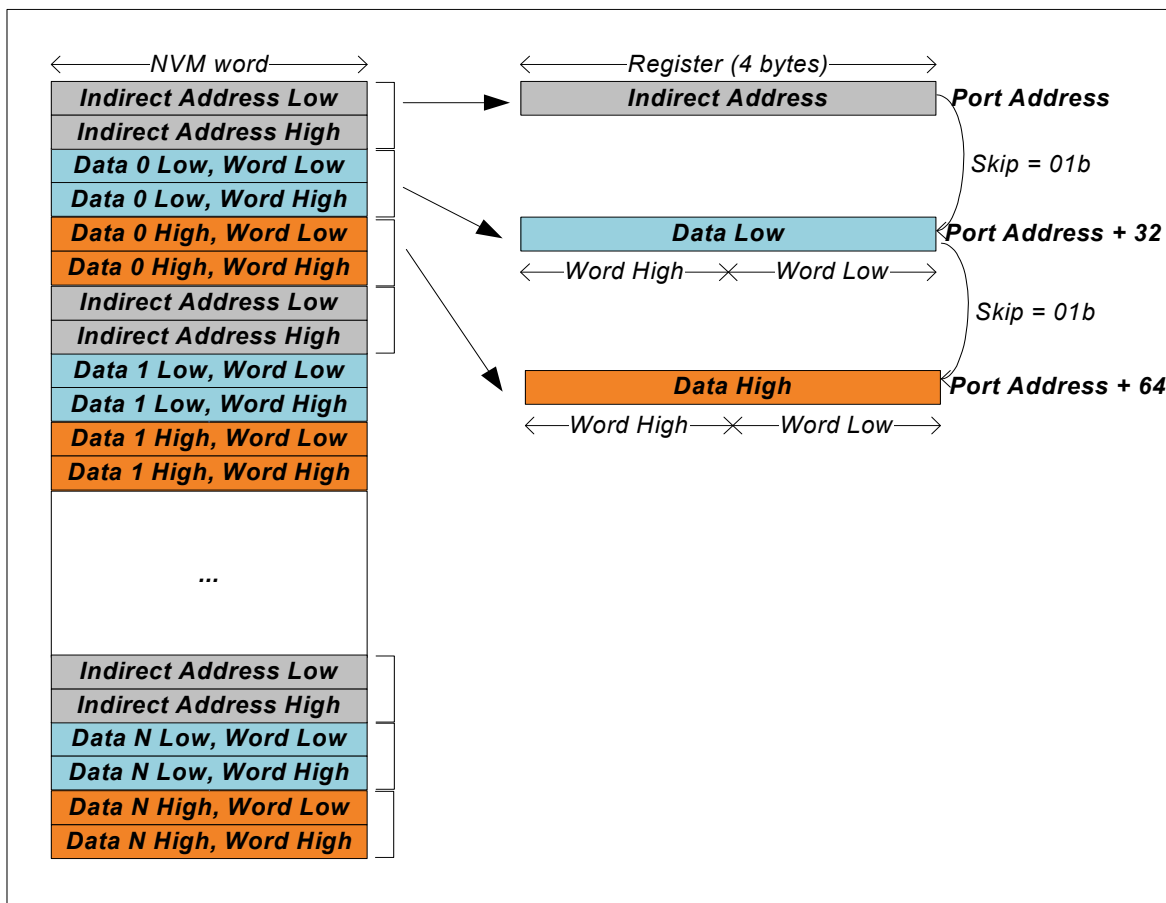 NVM word
Indirect Address Low
Indirect Address High
Data 0 Low, Word Low
Data 0 Low, Word High
Data 0 High, Word Low
Data 0 High, Word High
Indirect Address Low
Indirect Address High
Data 1 Low, Word Low
Data 1 Low, Word High
Data 1 High, Word Low
Data 1 High, Word High
...
Indirect Address Low
Indirect Address High
Data N Low, Word Low
Data N Low, Word High
Data N High, Word Low
Data N High, Word High
Register (4 bytes)
Indirect Address
Port Address
Skip = 01b
Data Low
Port Address + 32
Word High
Word Low
Skip = 01b
Data High
Port Address + 64
Word High
Word Low